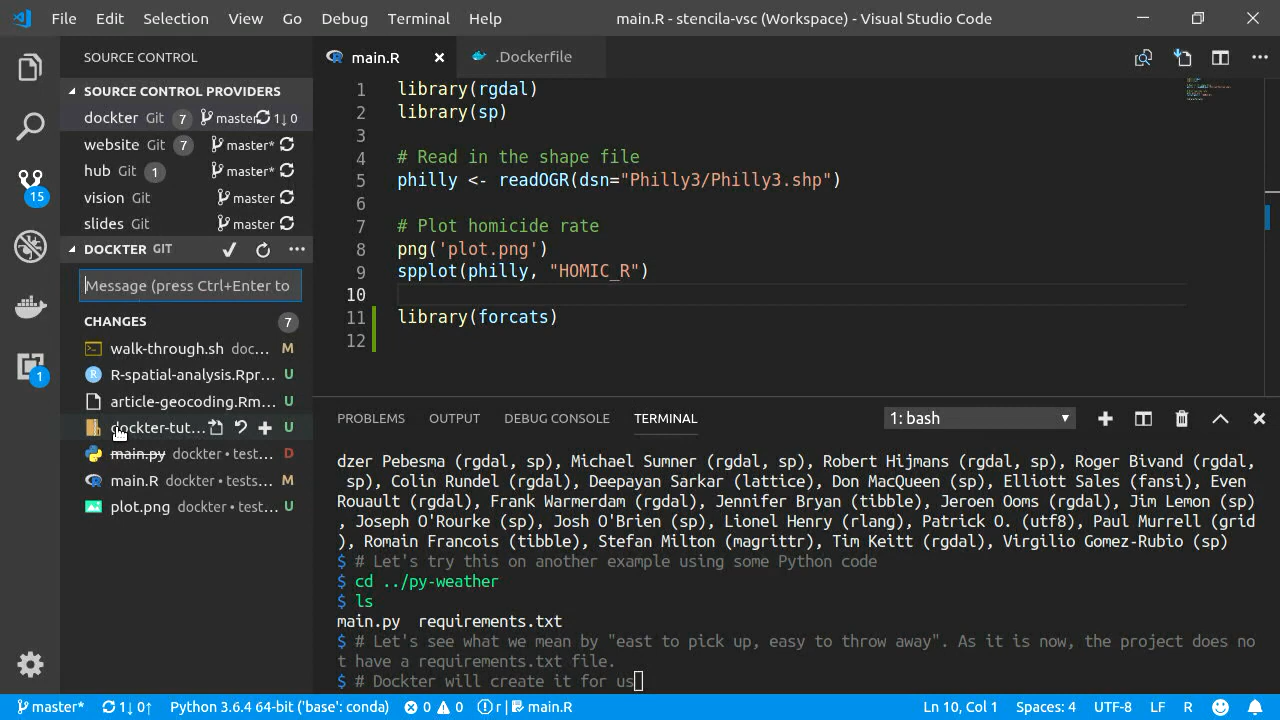 File Edit Selection View Go Debug Terminal Help main.R - stencila-vsc (Workspace) - Visual Studio Code
SOURCE CONTROL
main.R
.Dockerfile
SOURCE CONTROL PROVIDERS
dockter Git 7 master 1↓ 0
website Git 7 master*
hub Git 1 master*
vision Git master
slides Git master
DOCKTER GIT
Message (press Ctrl+Enter to
CHANGES 7
walk-through.sh doc... M
R-spatial-analysis.Rpr... U
article-geocoding.Rm... U
dockter-tut... U
main.py dockter • test... D
main.R dockter • tests... M
plot.png dockter • test... U
15
1
1 library(rgdal)
2 library(sp)
3
4 # Read in the shape file
5 philly <- readOGR(dsn="Philly3/Philly3.shp")
6
7 # Plot homicide rate
8 png('plot.png')
9 spplot(philly, "HOMIC_R")
10
11 library(forcats)
12
PROBLEMS OUTPUT DEBUG CONSOLE TERMINAL 1: bash
dzer Pebesma (rgdal, sp), Michael Sumner (rgdal, sp), Robert Hijmans (rgdal, sp), Roger Bivand (rgdal,
sp), Colin Rundel (rgdal), Deepayan Sarkar (lattice), Don MacQueen (sp), Elliott Sales (fansi), Even
Rouault (rgdal), Frank Warmerdam (rgdal), Jennifer Bryan (tibble), Jeroen Ooms (rgdal), Jim Lemon (sp)
, Joseph O'Rourke (sp), Josh O'Brien (sp), Lionel Henry (rlang), Patrick O. (utf8), Paul Murrell (grid
), Romain Francois (tibble), Stefan Milton (magrittr), Tim Keitt (rgdal), Virgilio Gomez-Rubio (sp)
$ # Let's try this on another example using some Python code
$ cd ../py-weather
$ ls
main.py requirements.txt
$ # Let's see what we mean by "east to pick up, easy to throw away". As it is now, the project does no
t have a requirements.txt file.
$ # Dockter will create it for us
master* 1↓ 0↑ Python 3.6.4 64-bit ('base': conda) 0 0 r | main.R Ln 10, Col 1 Spaces: 4 UTF-8 LF R